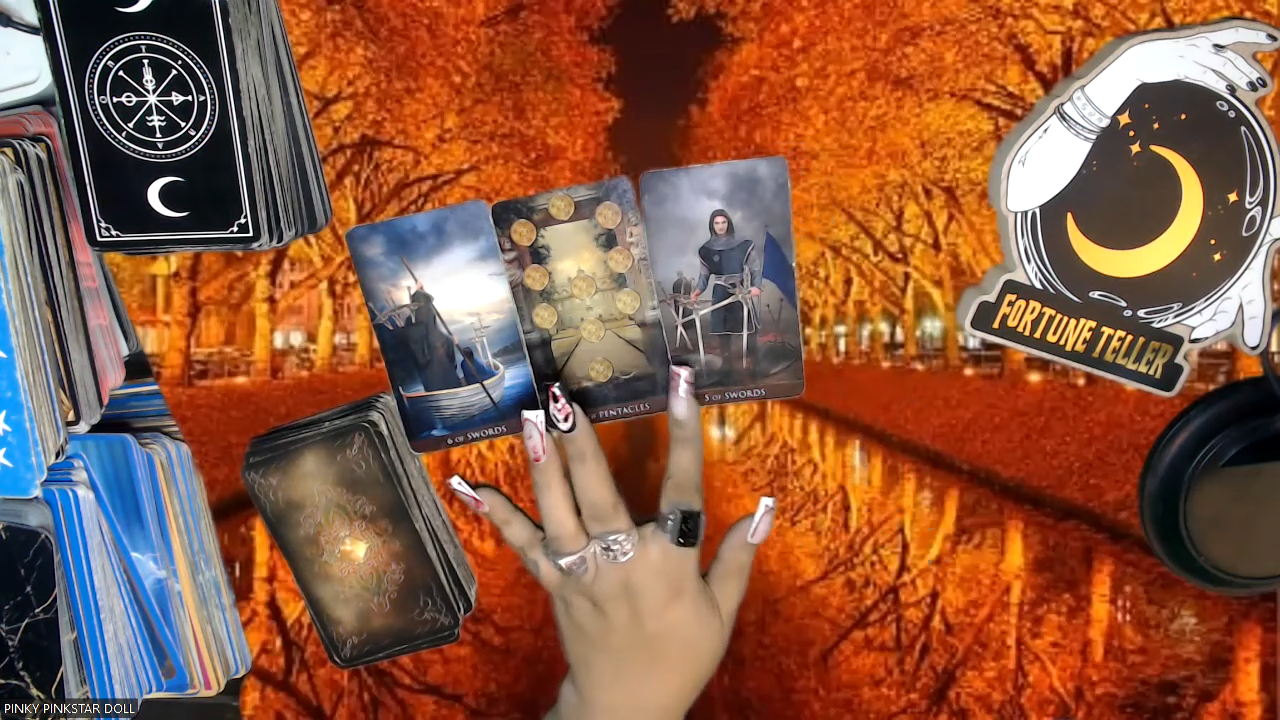 6 OF SWORDS
PENTACLES
5 OF SWORDS
FORTUNE TELLER
PINKY PINKSTAR DOLL